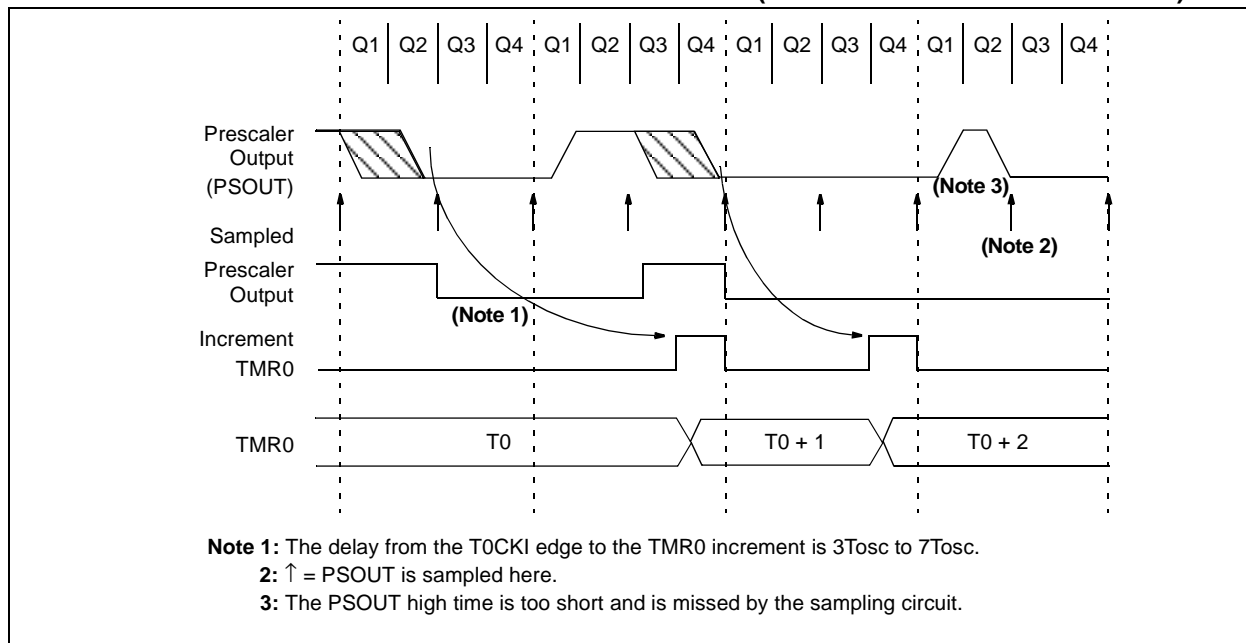 Q1 Q2 Q3 Q4 Q1 Q2 Q3 Q4 Q1 Q2 Q3 Q4 Q1 Q2 Q3 Q4
Prescaler
Output
(PSOUT)
(Note 3)
Sampled
(Note 2)
Prescaler
Output
(Note 1)
Increment
TMR0
TMR0 T0 T0 + 1 T0 + 2
Note 1: The delay from the T0CKI edge to the TMR0 increment is 3Tosc to 7Tosc.
2: ↑ = PSOUT is sampled here.
3: The PSOUT high time is too short and is missed by the sampling circuit.